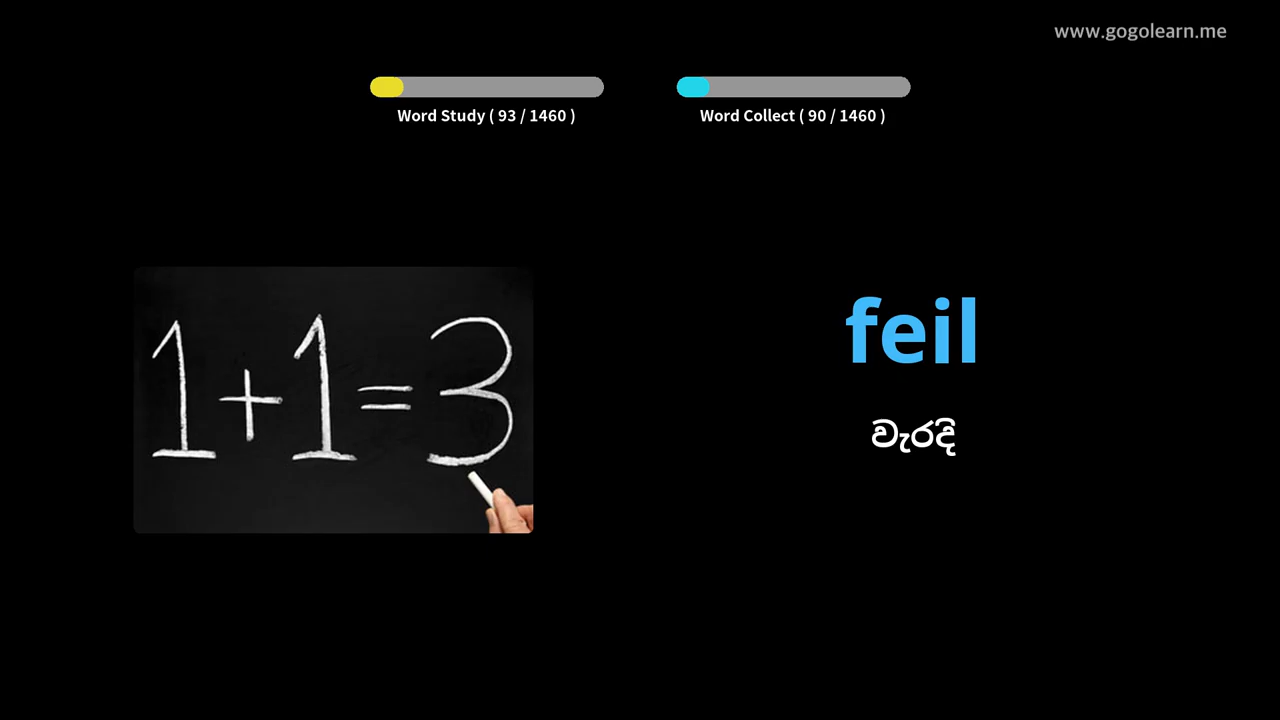 www.gogolearn.me
Word Study ( 93 / 1460 )
Word Collect ( 90 / 1460 )
1+1=3
feil
වැරදි